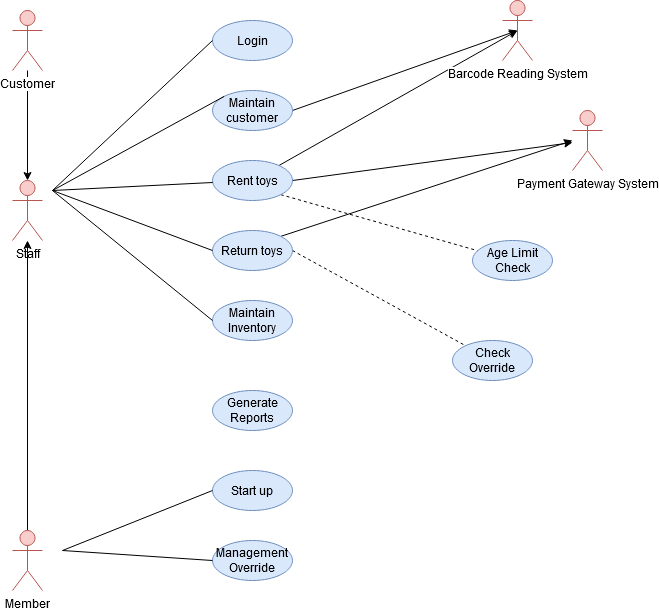 Login
Customer
Barcode Reading System
Maintain
customer
Rent toys
Payment Gateway System
Staff
Return toys
Age Limit
Check
Maintain
Inventory
Check
Override
Generate
Reports
Start up
Management
Override
Member